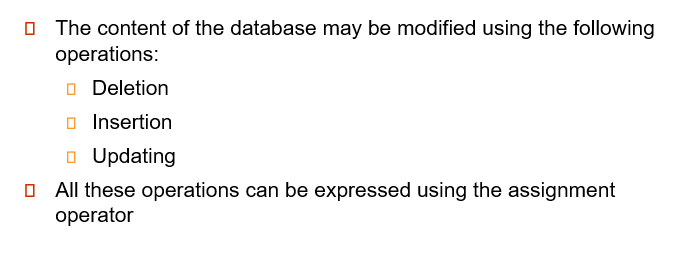 The content of the database may be modified using the following
operations:
Deletion
Insertion
Updating
All these operations can be expressed using the assignment
operator